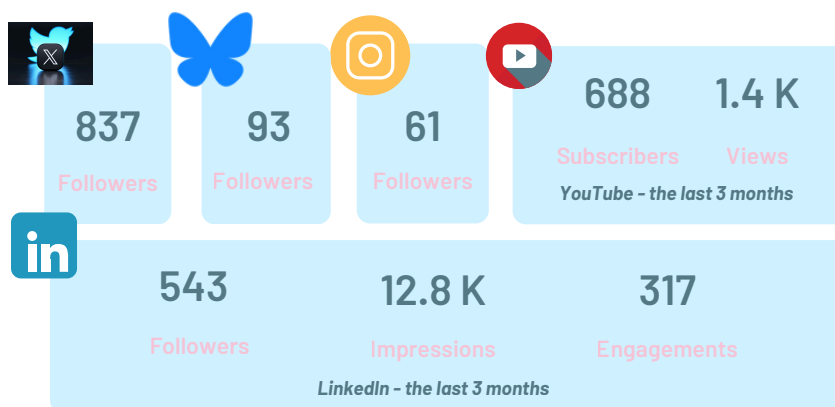 X
837
Followers
93
Followers
61
Followers
688
Subscribers
1.4 K
Views
YouTube - the last 3 months
in
543
Followers
12.8 K
Impressions
317
Engagements
LinkedIn - the last 3 months